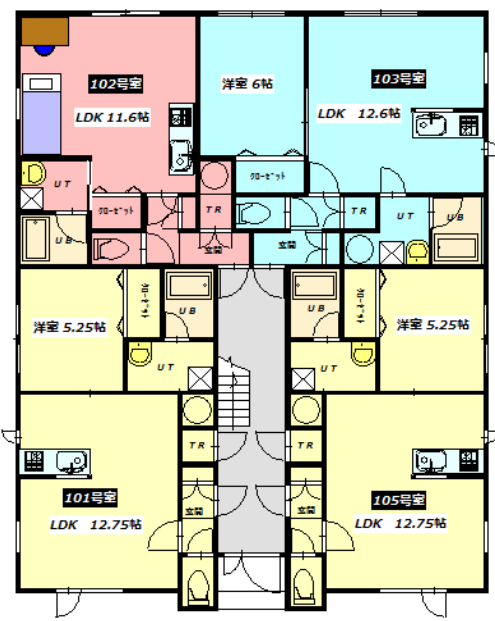 102号室
LDK 11.6帖
洋室 6帖
103号室
LDK 12.6帖
UT
クローゼット
TR
クローゼット
TR
UT
UB
UB
玄関
玄関
洋室 5.25帖
UB
UB
洋室 5.25帖
UT
UT
TR
TR
101号室
LDK 12.75帖
玄関
玄関
105号室
LDK 12.75帖